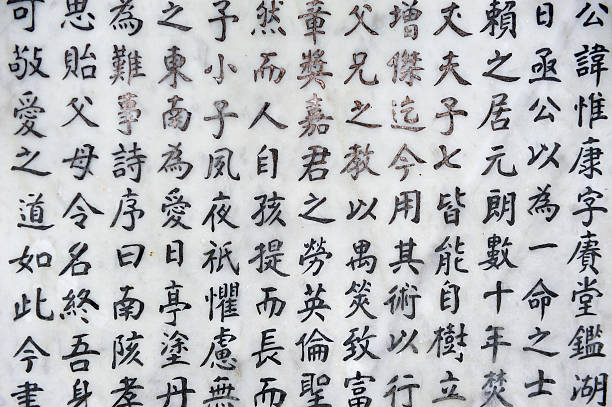 公諱惟康字賡堂鑑湖
日亟公以為一命之士
賴之居元朗數十年焚
丈夫子七皆能自樹立
增傑迄今用其術以行
父兄之教以禺筴致富
章獎嘉君之勞英倫聖
然而人自孩提而長而
子小子夙夜祇懼慮無
之東南為愛日亭塗丹
為難事詩序曰南陔孝
思貽父母令名終吾身
可敬愛之道如此今書